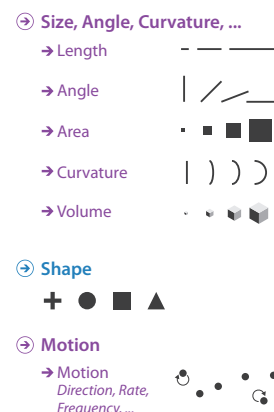 Size, Angle, Curvature, ...
Length
Angle
Area
Curvature
Volume
Shape
Motion
Motion
Direction, Rate,
Frequency, ...